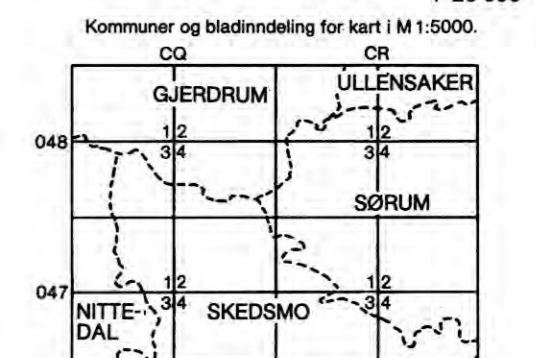 Kommuner og bladinndeling for kart i M 1:5000.
CQ CR
GJERDRUM ULLENSAKER
048
1 2 1 2
3 4 3 4
SØRUM
047
1 2 1 2
3 4 3 4
NITTE- SKEDSMO
DAL